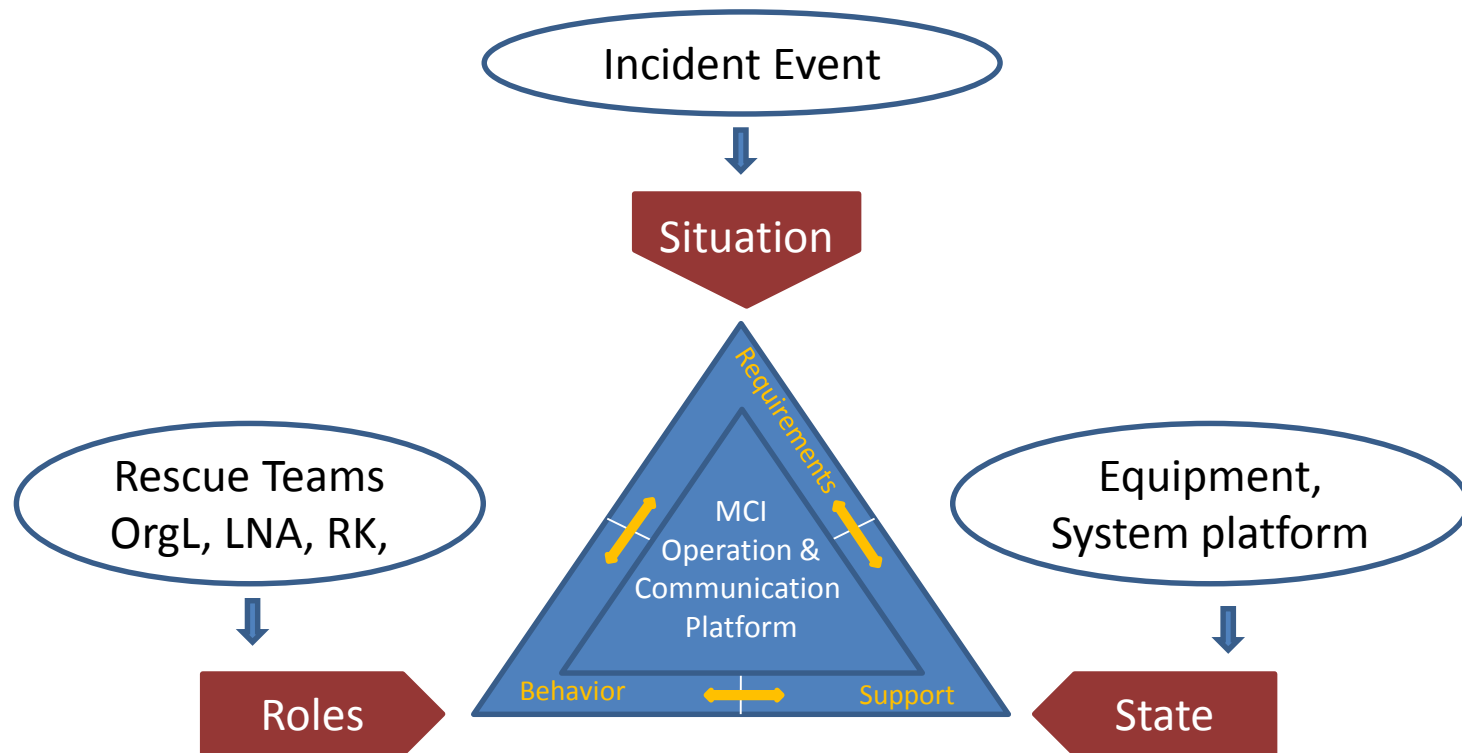 Incident Event
Situation
Requirements
Rescue Teams
OrgL, LNA, RK,
Equipment,
System platform
MCI
Operation &
Communication
Platform
Behavior
Support
Roles
State